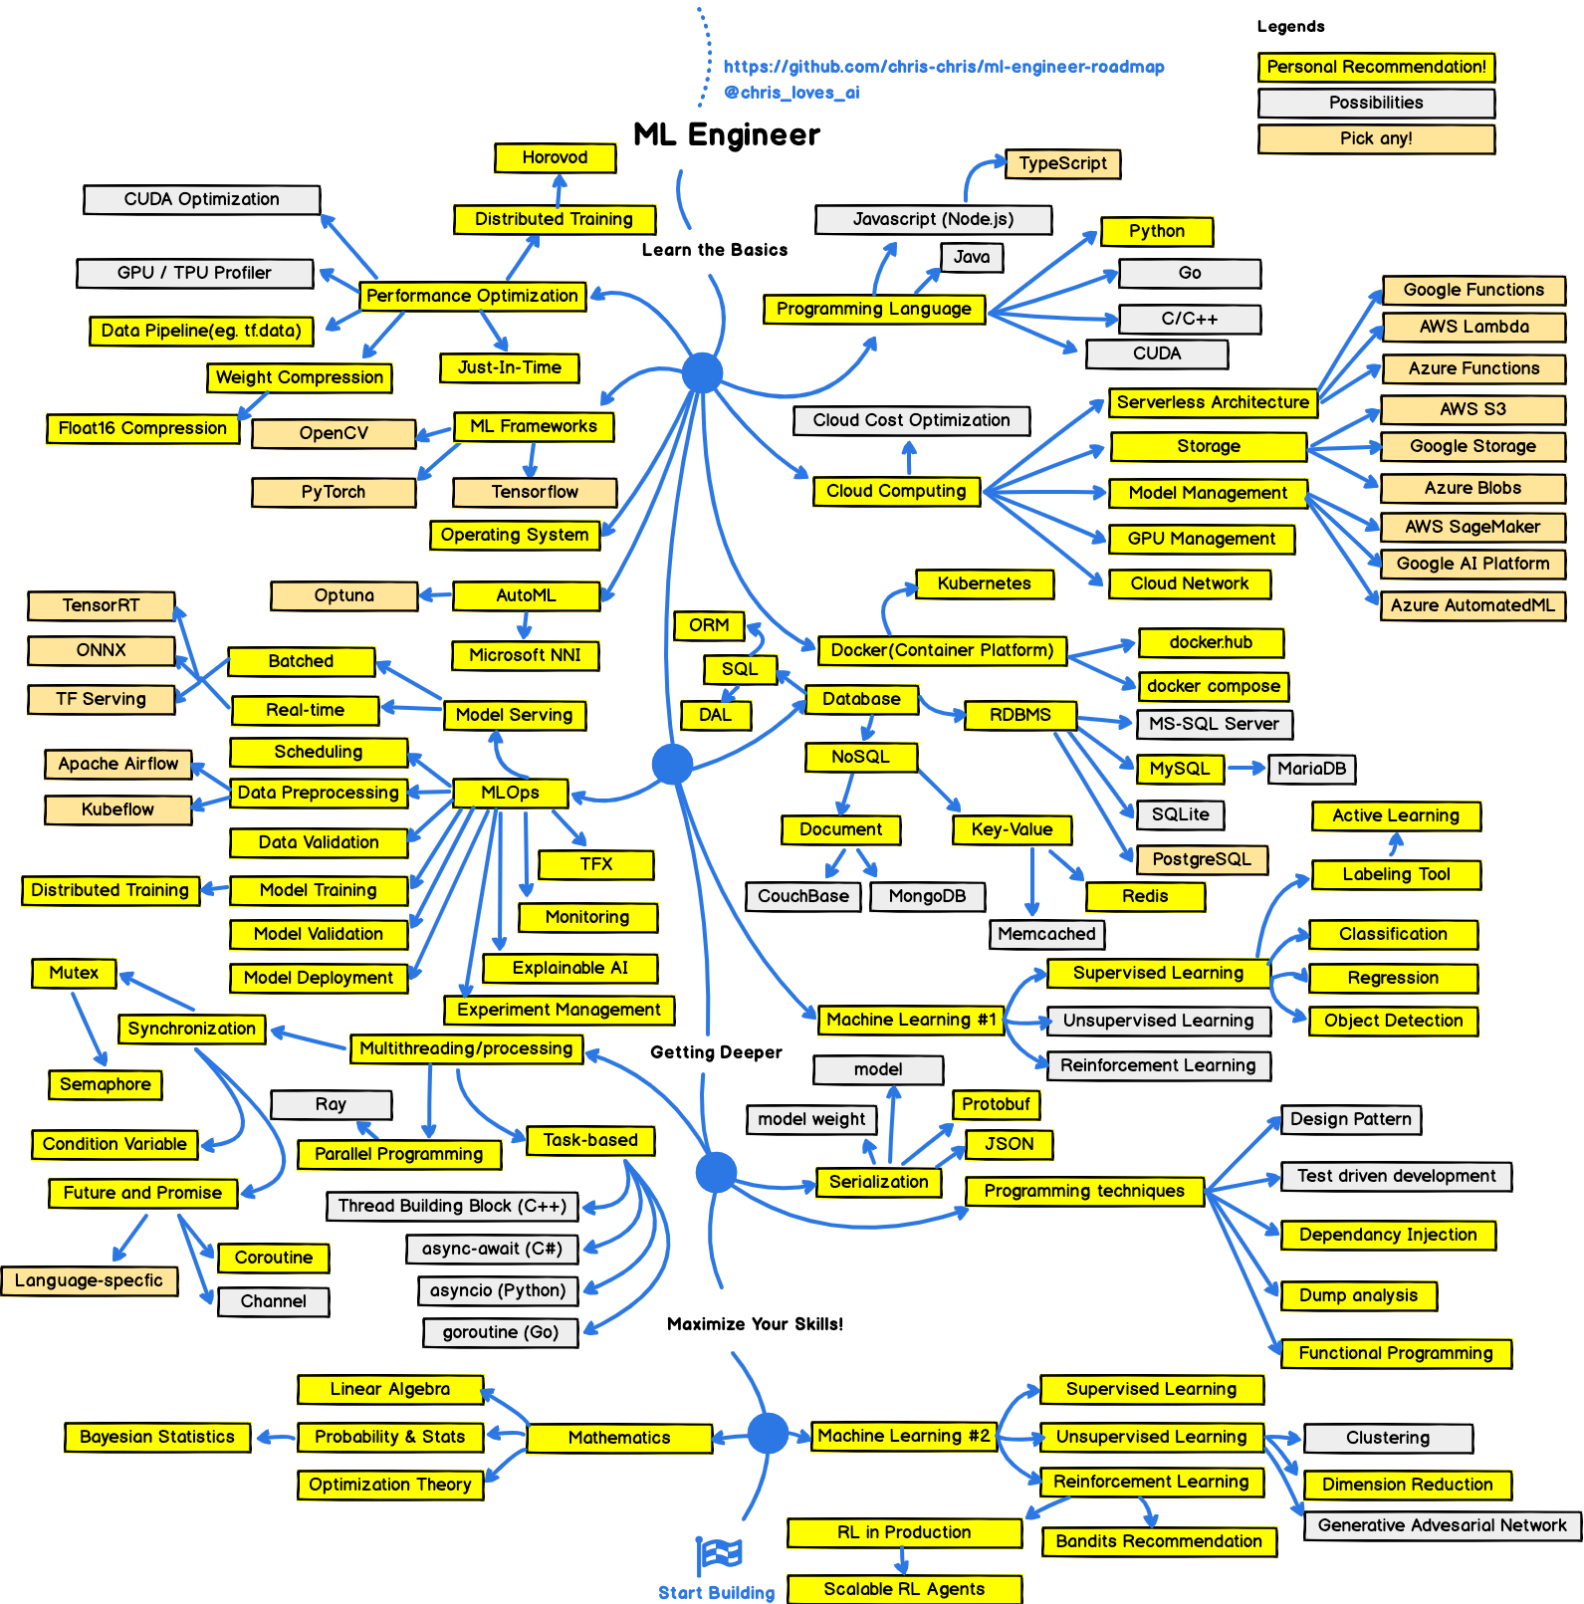 Legends
https://github.com/chris-chris/ml-engineer-roadmap
@chris_loves_ai
Personal Recommendation!
Possibilities
Pick any!
ML Engineer
Learn the Basics
Horovod
CUDA Optimization
Distributed Training
GPU / TPU Profiler
Performance Optimization
Data Pipeline(eg. tf.data)
Weight Compression
Just-In-Time
Float16 Compression
OpenCV
ML Frameworks
PyTorch
Tensorflow
Operating System
Optuna
AutoML
Microsoft NNI
TypeScript
Javascript (Node.js)
Java
Programming Language
Python
Go
C/C++
CUDA
Cloud Cost Optimization
Cloud Computing
Serverless Architecture
Storage
Model Management
GPU Management
Cloud Network
Google Functions
AWS Lambda
Azure Functions
AWS S3
Google Storage
Azure Blobs
AWS SageMaker
Google AI Platform
Azure AutomatedML
Kubernetes
Docker(Container Platform)
docker.hub
docker compose
TensorRT
ONNX
TF Serving
Batched
Real-time
Model Serving
Scheduling
Apache Airflow
Data Preprocessing
Kubeflow
MLOps
Data Validation
Distributed Training
Model Training
Model Validation
Model Deployment
TFX
Monitoring
Explainable AI
Experiment Management
ORM
SQL
DAL
Database
RDBMS
MS-SQL Server
MySQL
MariaDB
SQLite
PostgreSQL
NoSQL
Document
Key-Value
CouchBase
MongoDB
Redis
Memcached
Active Learning
Labeling Tool
Supervised Learning
Classification
Regression
Object Detection
Machine Learning #1
Unsupervised Learning
Reinforcement Learning
Getting Deeper
Mutex
Synchronization
Multithreading/processing
Semaphore
Ray
Condition Variable
Parallel Programming
Task-based
Future and Promise
Thread Building Block (C++)
async-await (C#)
asyncio (Python)
goroutine (Go)
Coroutine
Language-specfic
Channel
model
model weight
Protobuf
JSON
Serialization
Programming techniques
Design Pattern
Test driven development
Dependancy Injection
Dump analysis
Functional Programming
Maximize Your Skills!
Linear Algebra
Bayesian Statistics
Probability & Stats
Mathematics
Optimization Theory
Machine Learning #2
Supervised Learning
Unsupervised Learning
Reinforcement Learning
Clustering
Dimension Reduction
Generative Advesarial Network
RL in Production
Bandits Recommendation
Scalable RL Agents
Start Building